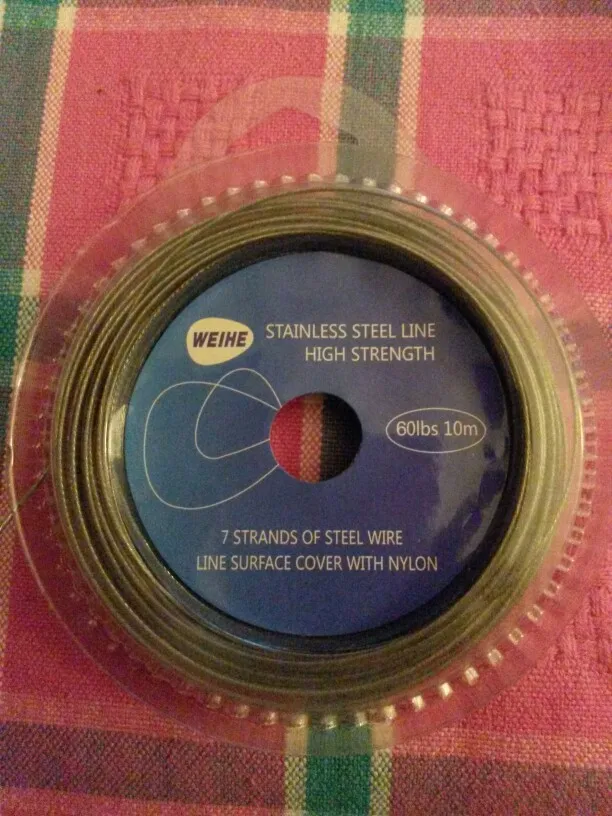 WEIHE
STAINLESS STEEL LINE
HIGH STRENGTH
60lbs 10m
7 STRANDS OF STEEL WIRE
LINE SURFACE COVER WITH NYLON